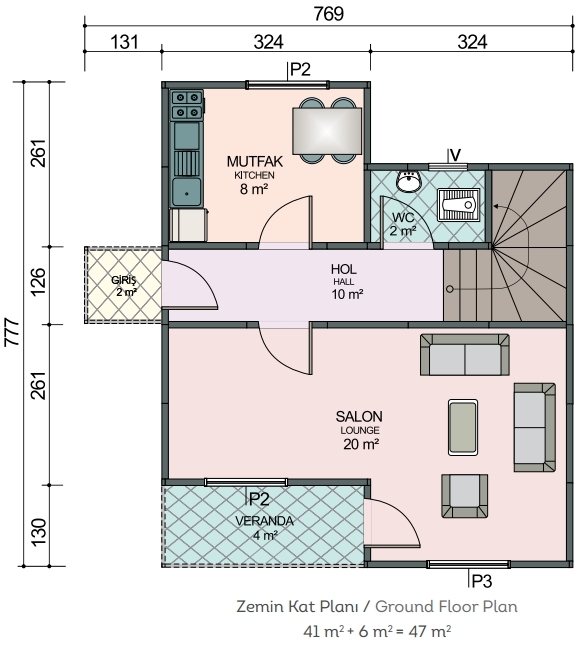 769
131
324
324
P2
261
MUTFAK
KITCHEN
8 m²
V
WC
2 m²
GİRİŞ
2 m²
126
HOL
HALL
10 m²
777
261
SALON
LOUNGE
20 m²
P2
VERANDA
4 m²
130
P3
Zemin Kat Planı / Ground Floor Plan
41 m² + 6 m² = 47 m²